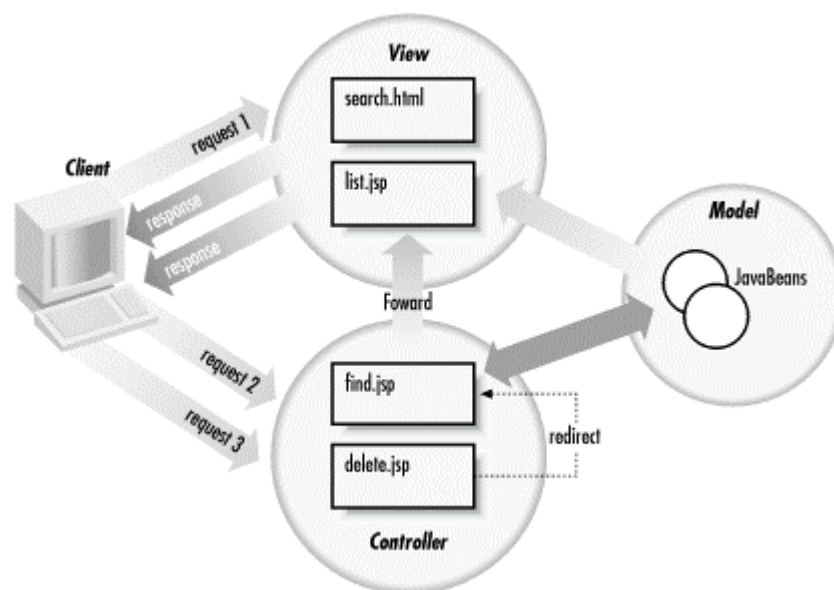 View
search.html
list.jsp
Client
request 1
response
response
Model
JavaBeans
Foward
request 2
request 3
find.jsp
delete.jsp
redirect
Controller